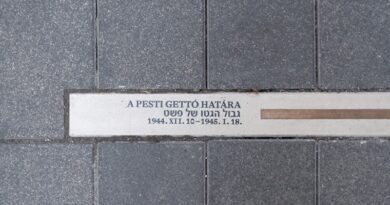 A PESTI GETTÓ HATÁRA
גבול הגטו של פשט
1944. XII. 10–1945. I. 18.